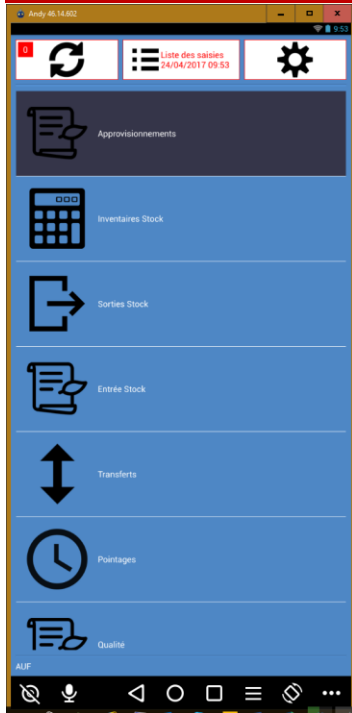 Andy 46.14.602
9:53
0
Liste des saisies
24/04/2017 09:53
Approvisionnements
Inventaires Stock
Sorties Stock
Entrée Stock
Transferts
Pointages
Qualité
AUF